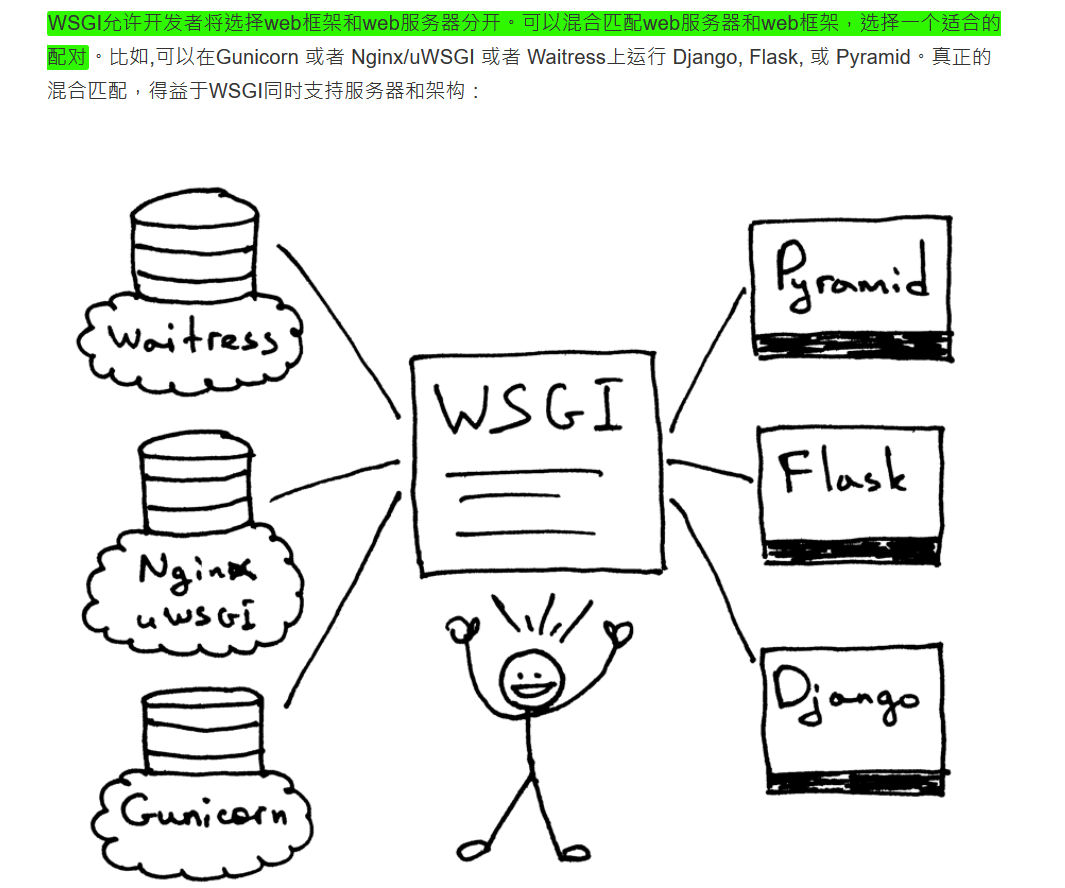 WSGI允许开发者将选择web框架和web服务器分开。可以混合匹配web服务器和web框架，选择一个适合的
配对。比如,可以在Gunicorn 或者 Nginx/uWSGI 或者 Waitress上运行 Django, Flask, 或 Pyramid。真正的
混合匹配，得益于WSGI同时支持服务器和架构：
Waitress
Nginx
uWSGI
Gunicorn
WSGI
Pyramid
Flask
Django